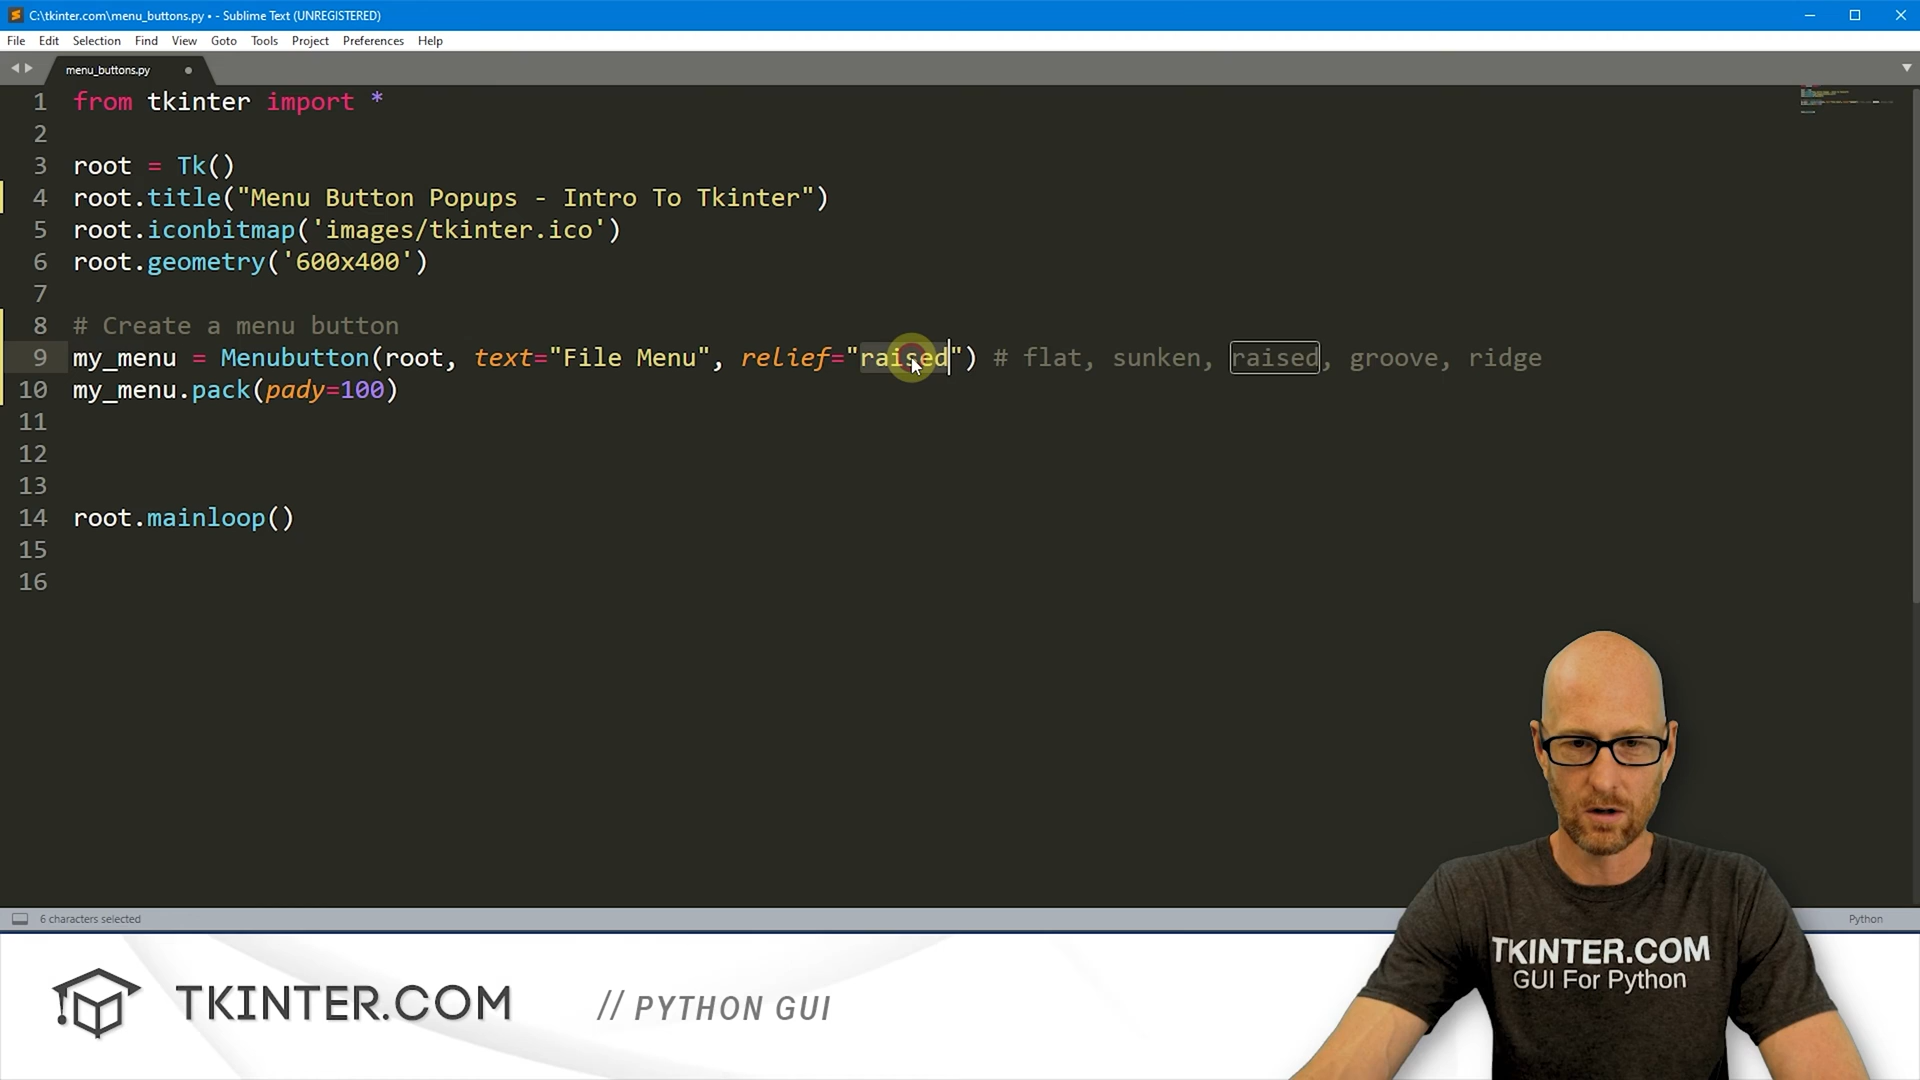 C:\tkinter.com\menu_buttons.py • - Sublime Text (UNREGISTERED)
File Edit Selection Find View Goto Tools Project Preferences Help
menu_buttons.py
1 from tkinter import *
2
3 root = Tk()
4 root.title("Menu Button Popups - Intro To Tkinter")
5 root.iconbitmap('images/tkinter.ico')
6 root.geometry('600x400')
7
8 # Create a menu button
9 my_menu = Menubutton(root, text="File Menu", relief="raised") # flat, sunken, raised, groove, ridge
10 my_menu.pack(pady=100)
11
12
13
14 root.mainloop()
15
16
6 characters selected
Python
TKINTER.COM // PYTHON GUI
TKINTER.COM
GUI For Python